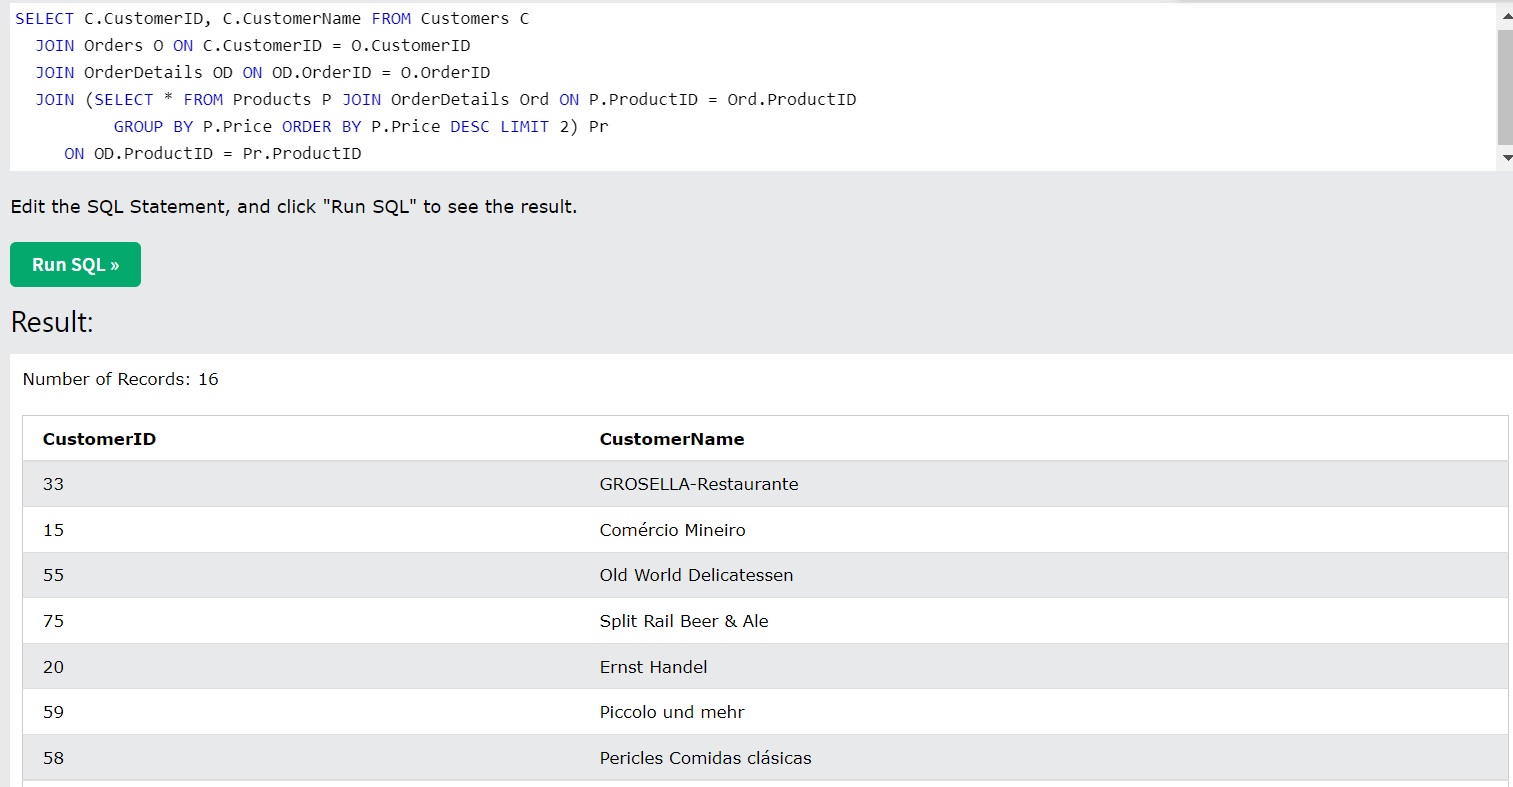 SELECT C.CustomerID, C.CustomerName FROM Customers C
JOIN Orders O ON C.CustomerID = O.CustomerID
JOIN OrderDetails OD ON OD.OrderID = O.OrderID
JOIN (SELECT * FROM Products P JOIN OrderDetails Ord ON P.ProductID = Ord.ProductID
GROUP BY P.Price ORDER BY P.Price DESC LIMIT 2) Pr
ON OD.ProductID = Pr.ProductID
Edit the SQL Statement, and click "Run SQL" to see the result.
Run SQL »
Result:
Number of Records: 16
CustomerID CustomerName
33 GROSELLA-Restaurante
15 Comércio Mineiro
55 Old World Delicatessen
75 Split Rail Beer & Ale
20 Ernst Handel
59 Piccolo und mehr
58 Pericles Comidas clásicas